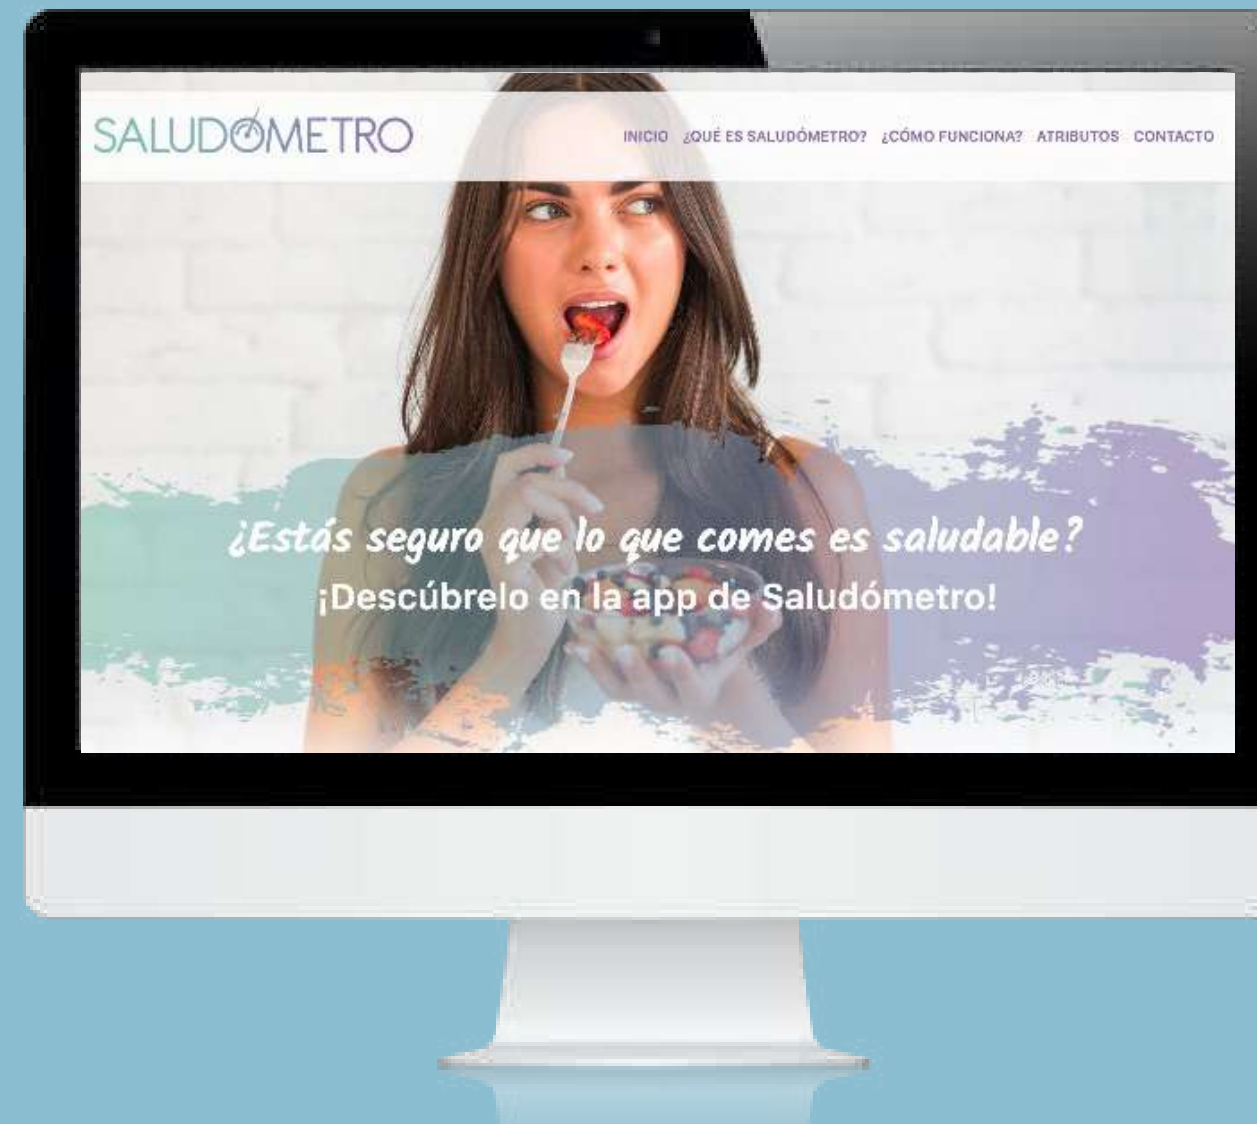 SALUDÓMETRO
INICIO ¿QUÉ ES SALUDÓMETRO? ¿CÓMO FUNCIONA? ATRIBUTOS CONTACTO
¿Estás seguro que lo que comes es saludable?
¡Descúbrelo en la app de Saludómetro!